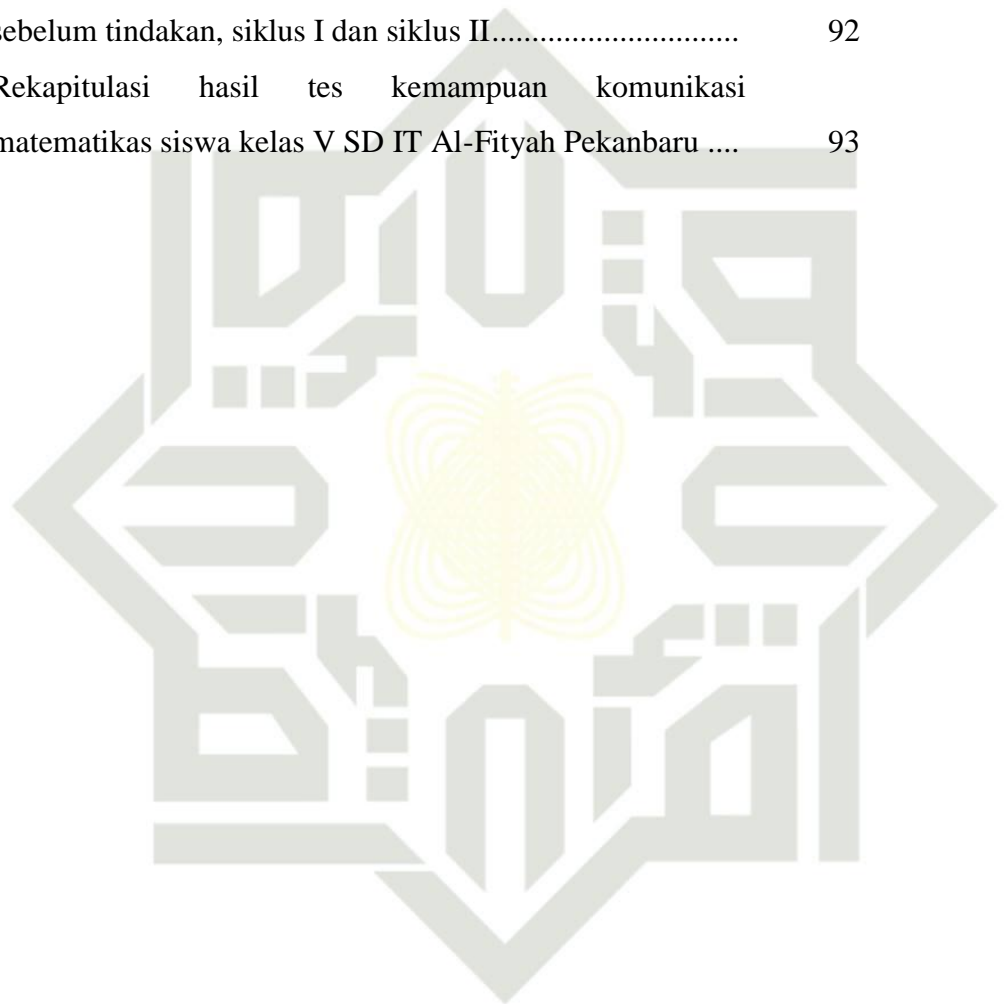 sebelum tindakan, siklus I dan siklus II............................... 92
Rekapitulasi hasil tes kemampuan komunikasi
matematikas siswa kelas V SD IT Al-Fityah Pekanbaru .... 93